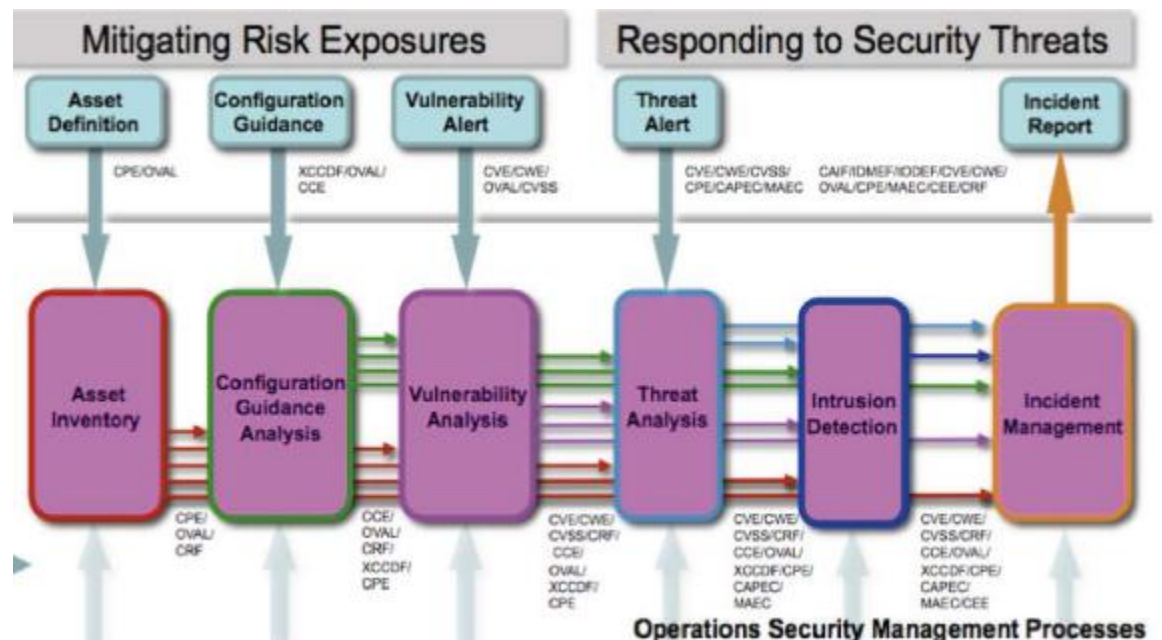 Mitigating Risk Exposures
Responding to Security Threats
Asset
Definition
Configuration
Guidance
Vulnerability
Alert
Threat
Alert
Incident
Report
CPE/OVAL
XCCDF/OVAL/
CCE
CVE/CWE/
OVAL/CVSS
CVE/CWE/CVSS/
CPE/CAPEC/MAEC
CAIF/IDMEF/IODEF/CVE/CWE/
OVAL/CPE/MAEC/CEE/CRF
Asset
Inventory
Configuration
Guidance
Analysis
Vulnerability
Analysis
Threat
Analysis
Intrusion
Detection
Incident
Management
CPE/
OVAL/
CRF
CCE/
OVAL/
CRF/
XCCDF/
CPE
CVE/CWE/
CVSS/CRF/
CCE/
OVAL/
XCCDF/
CPE
CVE/CWE/
CVSS/CRF/
CCE/OVAL/
XCCDF/CPE/
CAPEC/
MAEC
CVE/CWE/
CVSS/CRF/
CCE/OVAL/
XCCDF/CPE/
CAPEC/
MAEC/CEE
Operations Security Management Processes